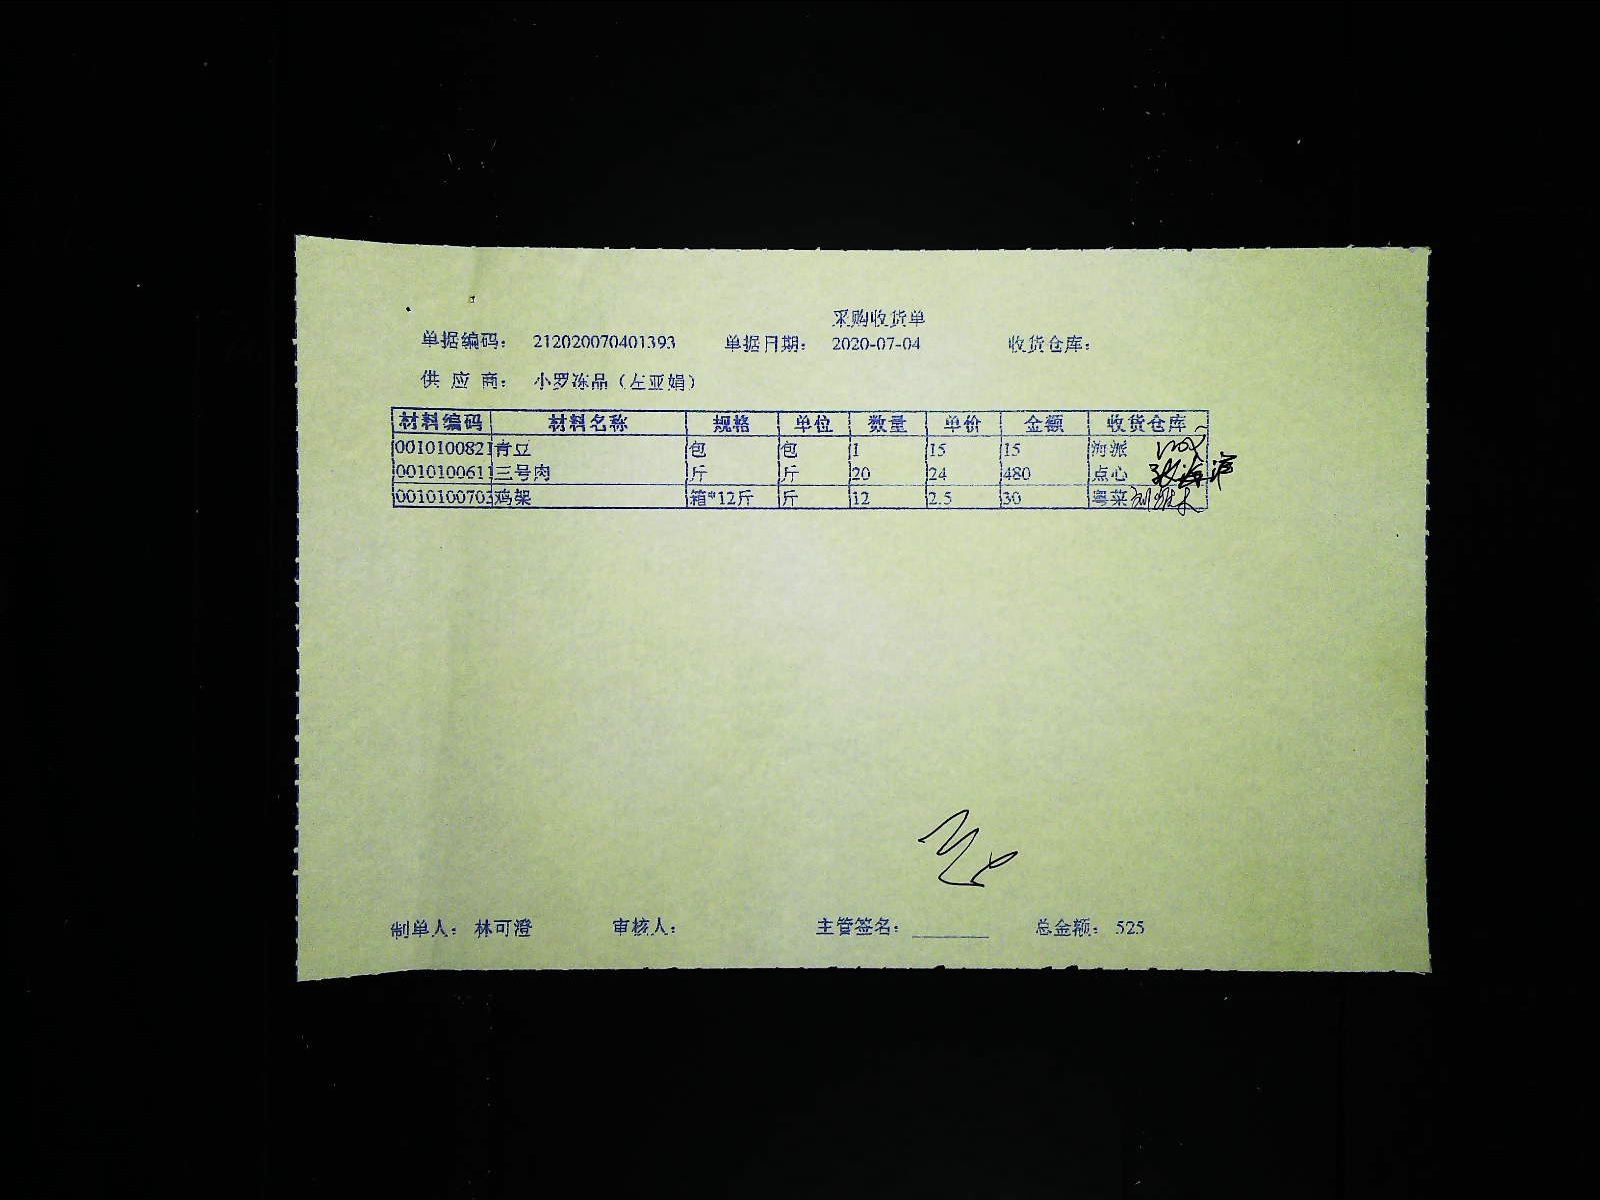 采购收货单
单据编码： 212020070401393 单据日期： 2020-07-04 收货仓库：
供应商： 小罗冻品（左亚娟）
材料编码 材料名称 规格 单位 数量 单价 金额 收货仓库
0010100821 青豆 包 包 1 15 15 海派
0010100611 三号肉 斤 斤 20 24 480 点心
0010100703 鸡架 箱*12斤 斤 12 2.5 30 粤菜
制单人： 林可澄 审核人： 主管签名： 总金额： 525